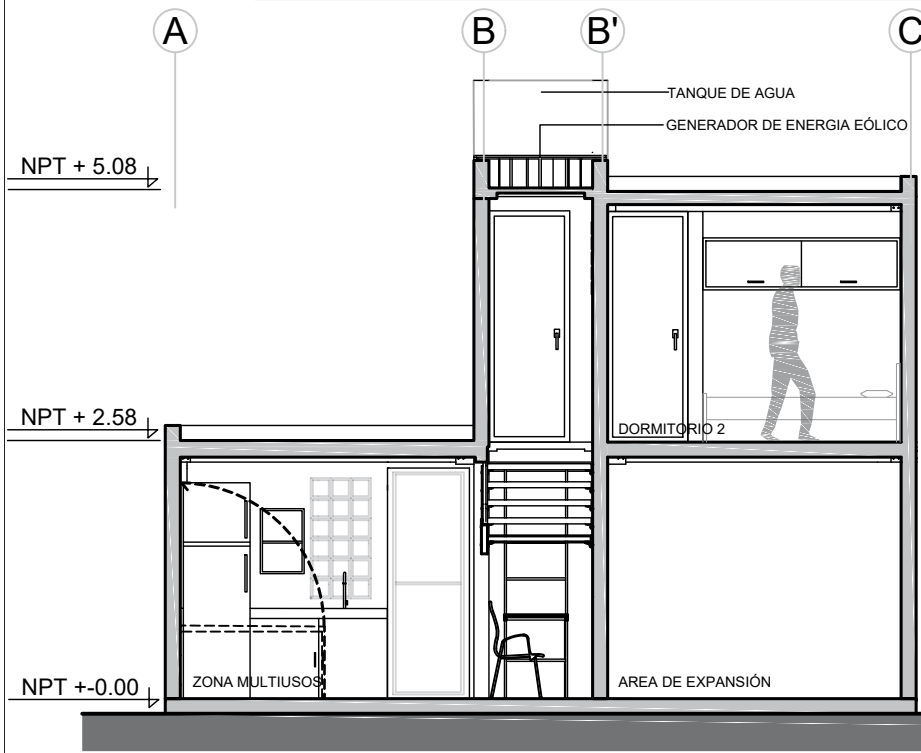 A
B
B'
C
TANQUE DE AGUA
GENERADOR DE ENERGIA EÓLICO
NPT + 5.08
NPT + 2.58
DORMITORIO 2
NPT +-0.00
ZONA MULTIUSOS
AREA DE EXPANSIÓN